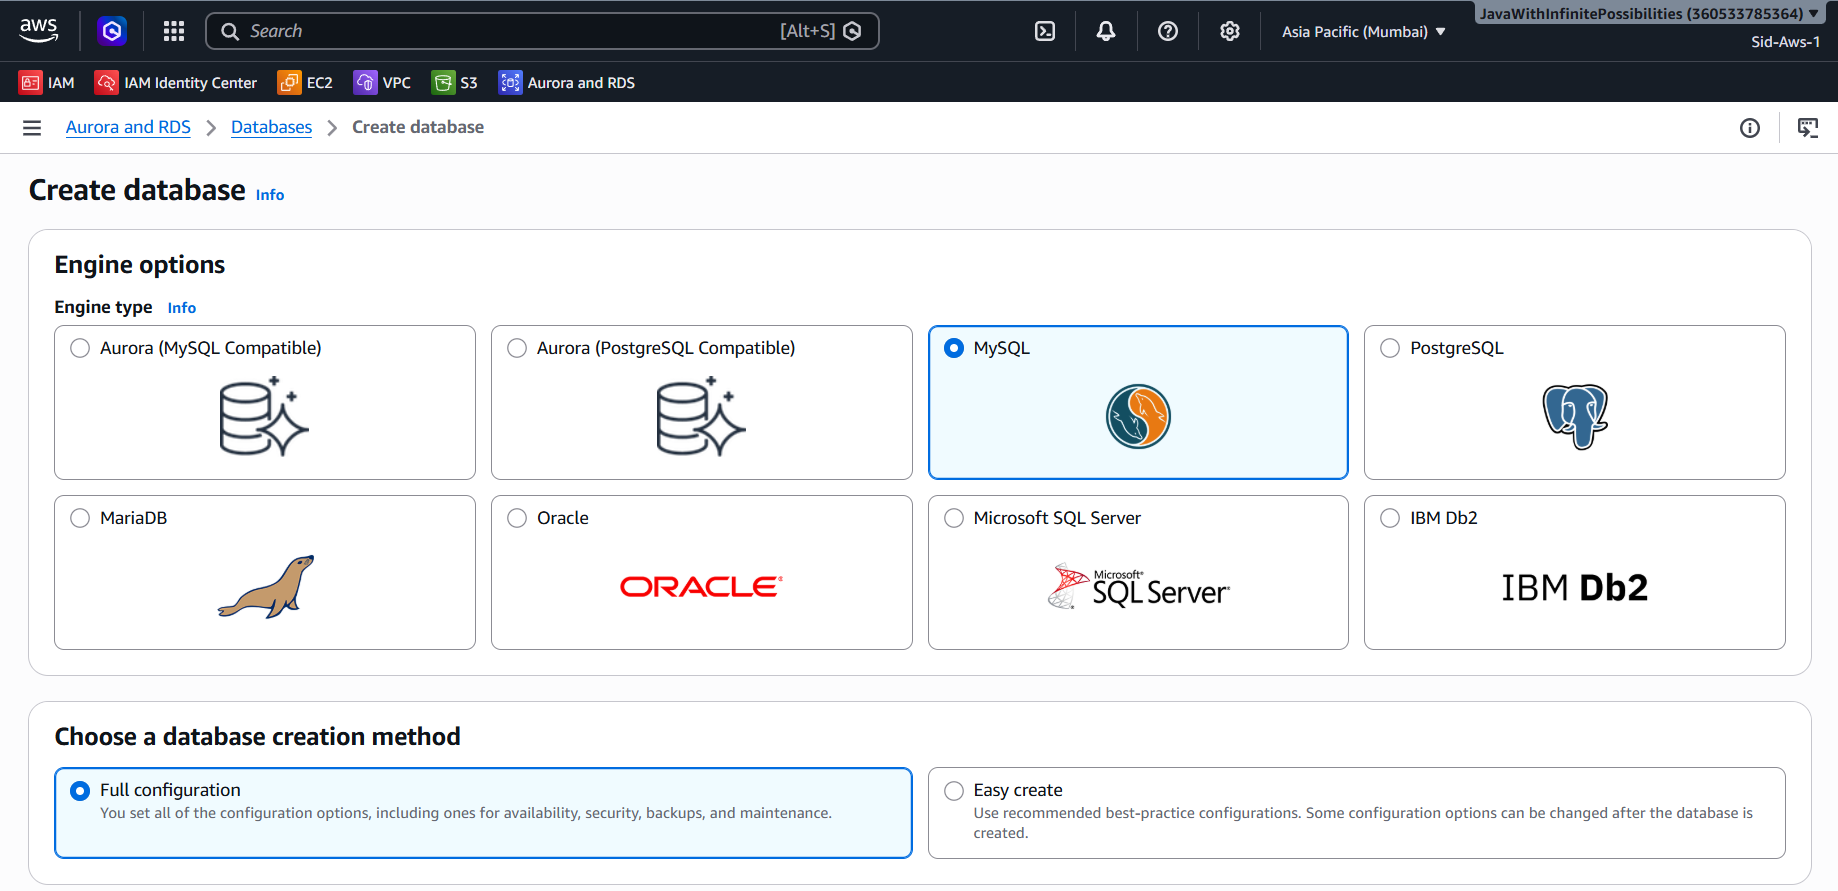 aws
Search [Alt+S]
Asia Pacific (Mumbai) ▼
JavaWithInfinitePossibilities (360533785364) ▼
Sid-Aws-1
IAM IAM Identity Center EC2 VPC S3 Aurora and RDS
Aurora and RDS > Databases > Create database
Create database Info
Engine options
Engine type Info
Aurora (MySQL Compatible)
Aurora (PostgreSQL Compatible)
MySQL
PostgreSQL
MariaDB
Oracle
ORACLE
Microsoft SQL Server
Microsoft®
SQL Server
IBM Db2
IBM Db2
Choose a database creation method
Full configuration
You set all of the configuration options, including ones for availability, security, backups, and maintenance.
Easy create
Use recommended best-practice configurations. Some configuration options can be changed after the database is
created.